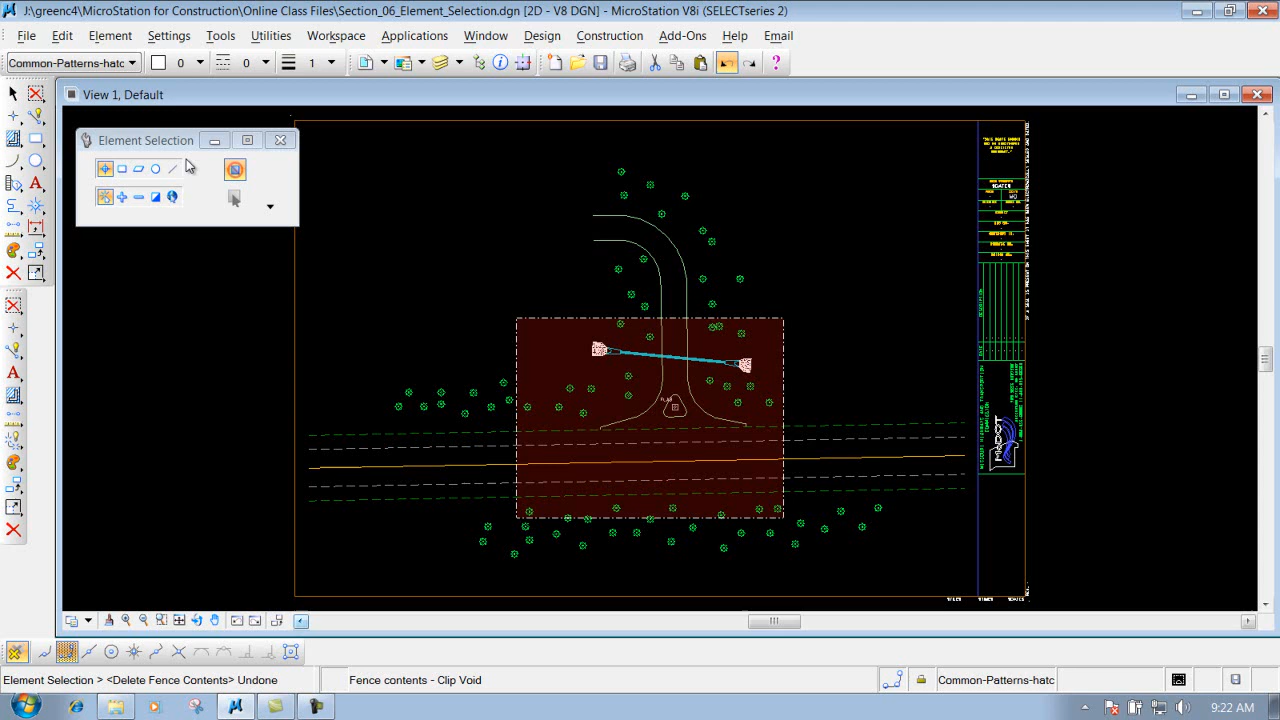 J:\greenc4\MicroStation for Construction\Online Class Files\Section_06_Element_Selection.dgn [2D - V8 DGN] - MicroStation V8i (SELECTseries 2)
File Edit Element Settings Tools Utilities Workspace Applications Window Design Construction Add-Ons Help Email
Common-Patterns-hatc 0 0 1
View 1, Default
Element Selection
Element Selection > <Delete Fence Contents> Undone
Fence contents - Clip Void
Common-Patterns-hatc
9:22 AM